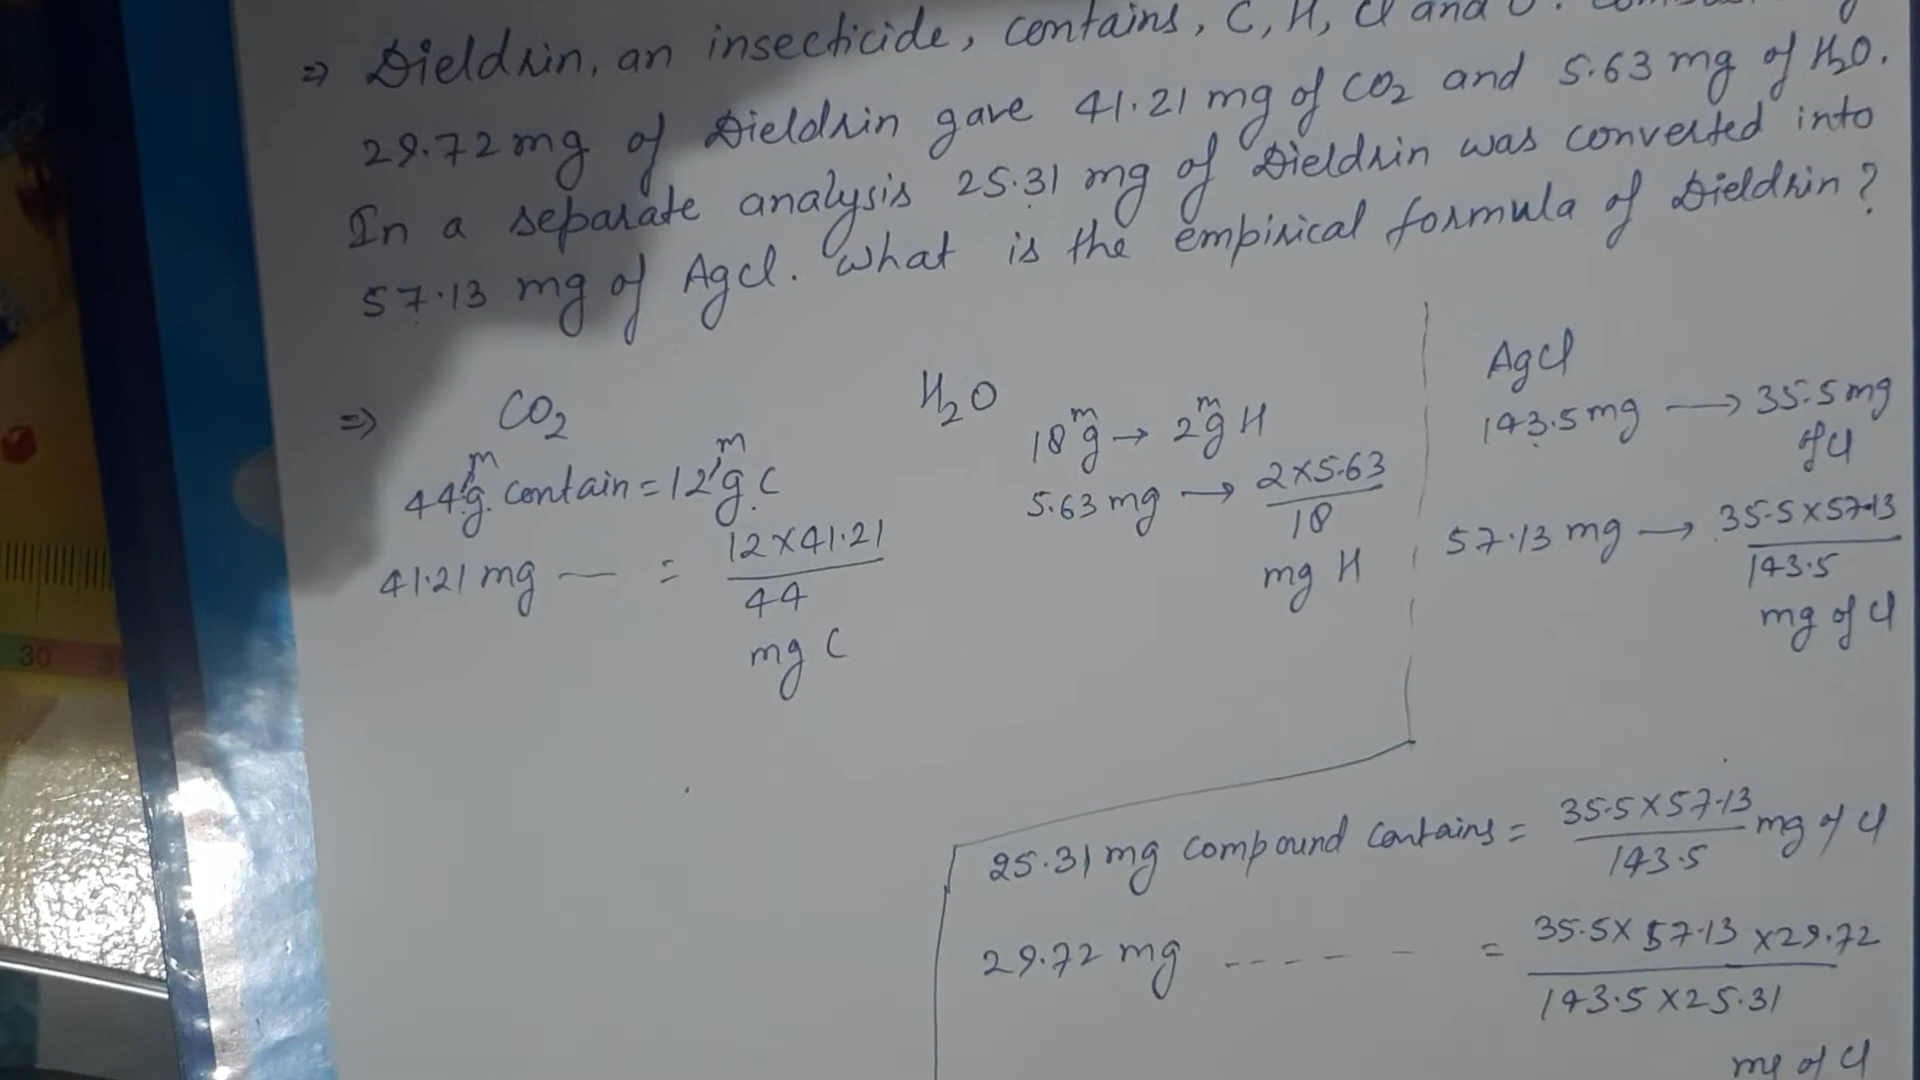 ⇒ Dieldrin, an insecticide, contains, C, H, Cl and O.
29.72 mg of Dieldrin gave 41.21 mg of CO₂ and 5.63 mg of H₂O.
In a separate analysis 25.31 mg of Dieldrin was converted into
57.13 mg of AgCl. What is the empirical formula of Dieldrin?
⇒ CO₂
44 mg. contain = 12 mg C
41.21 mg — = 12×41.21
44
mg C
H₂O
18 mg → 2 mg H
5.63 mg → 2×5.63
18
mg H
AgCl
143.5 mg → 35.5 mg
of Cl
57.13 mg → 35.5×57.13
143.5
mg of Cl
25.31 mg compound contains = 35.5×57.13 mg of Cl
143.5
29.72 mg ----- = 35.5×57.13×29.72
143.5×25.31
mg of Cl
30